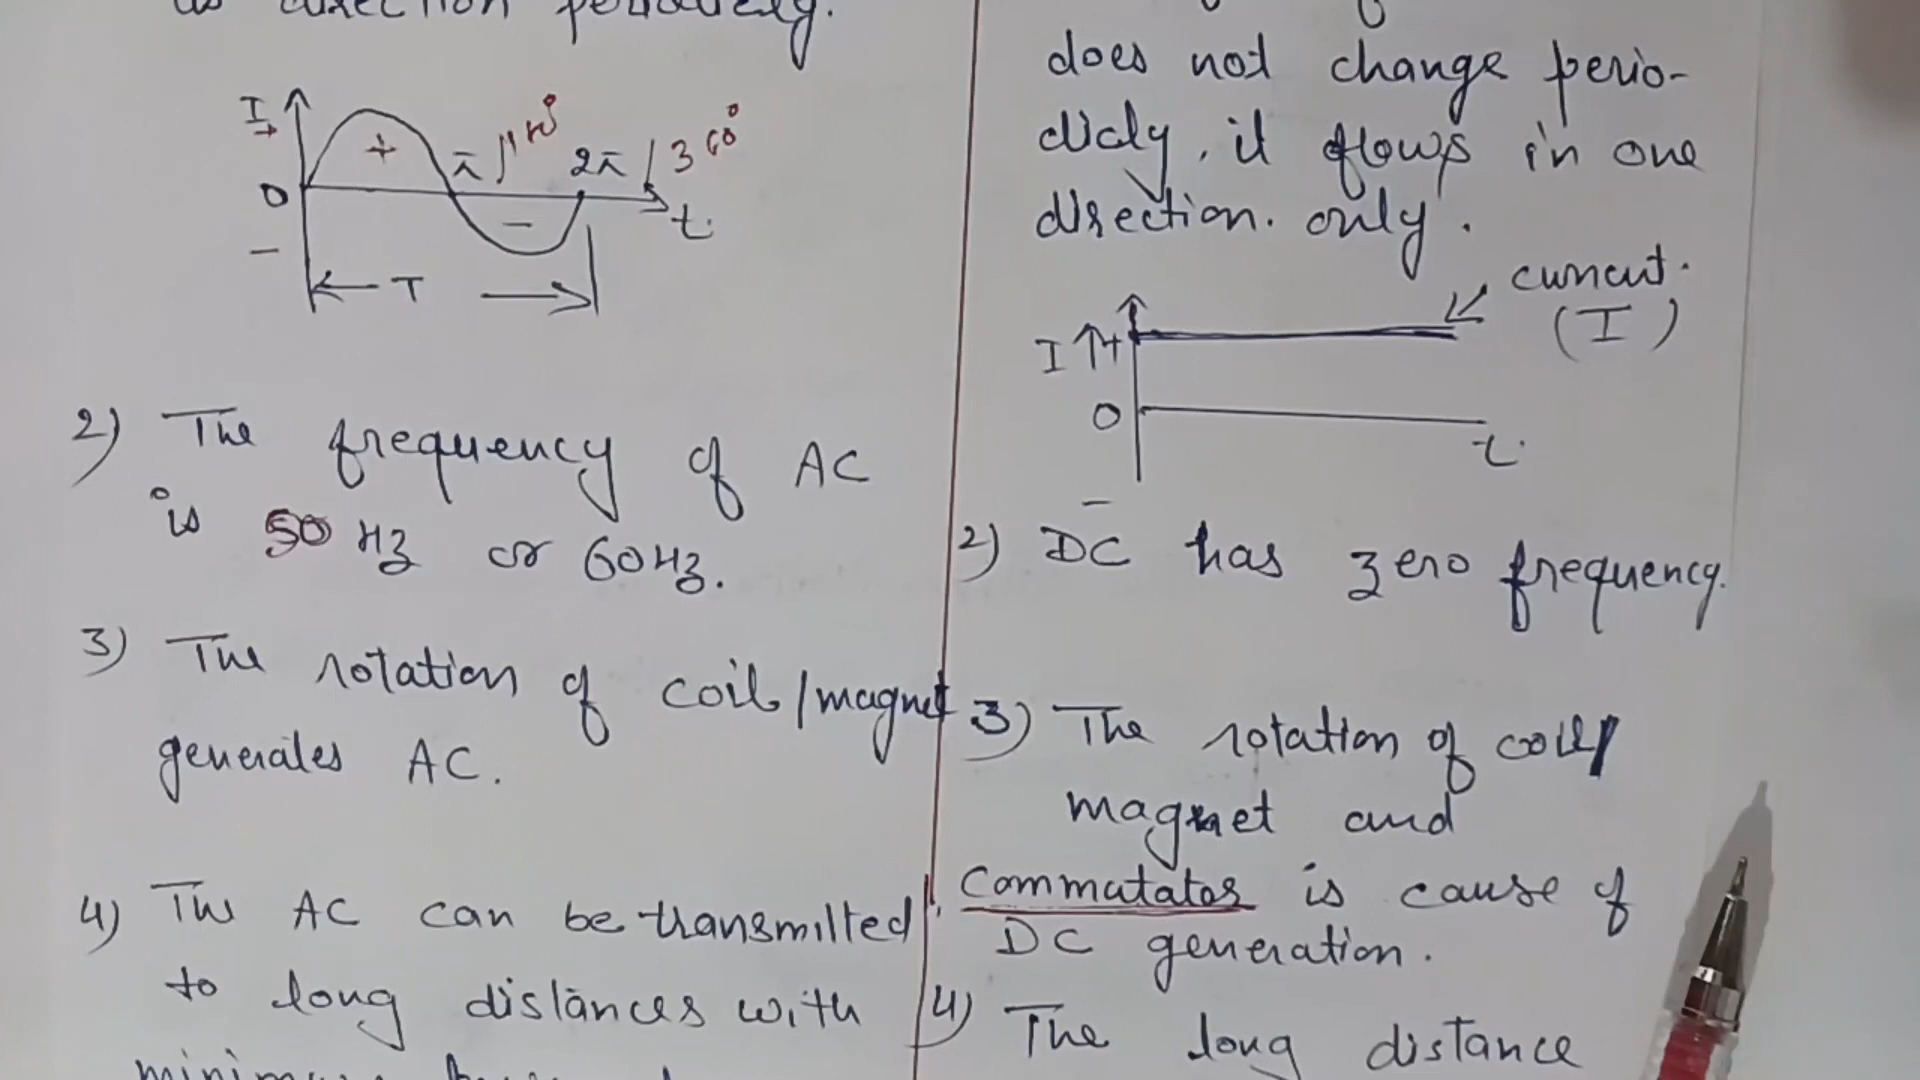 direction periodicaly.
I
+
π/180°
2π/360°
0
-
t.
-
T
2) The frequency of AC
is 50 Hz or 60Hz.
3) The rotation of coil/magnet
generates AC.
4) The AC can be transmitted
to long distances with
does not change perio-
dicaly, it flows in one
direction. only.
current.
(I)
I ↑+
0
t.
-
2) DC has zero frequency.
3) The rotation of coil/
magnet and
Commutator is cause of
DC generation.
4) The long distance